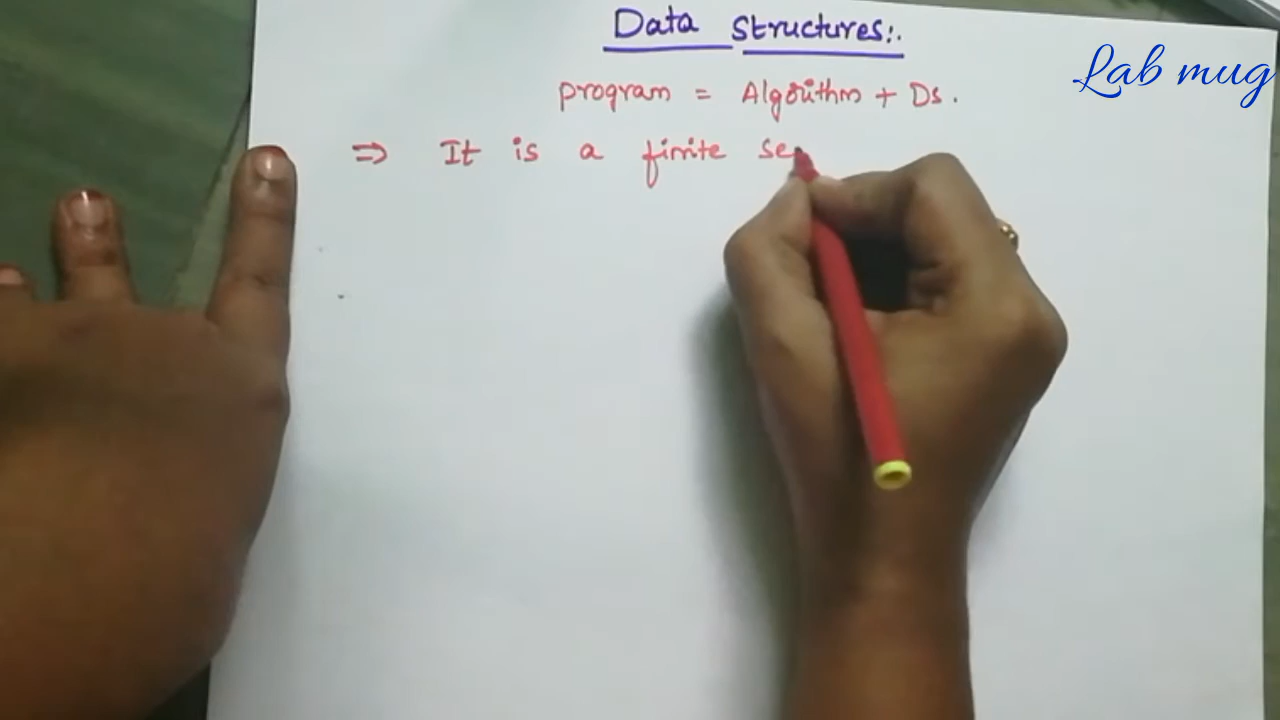 Data Structures:.
Lab mug
program = Algorithm + Ds.
⇒ It is a finite se